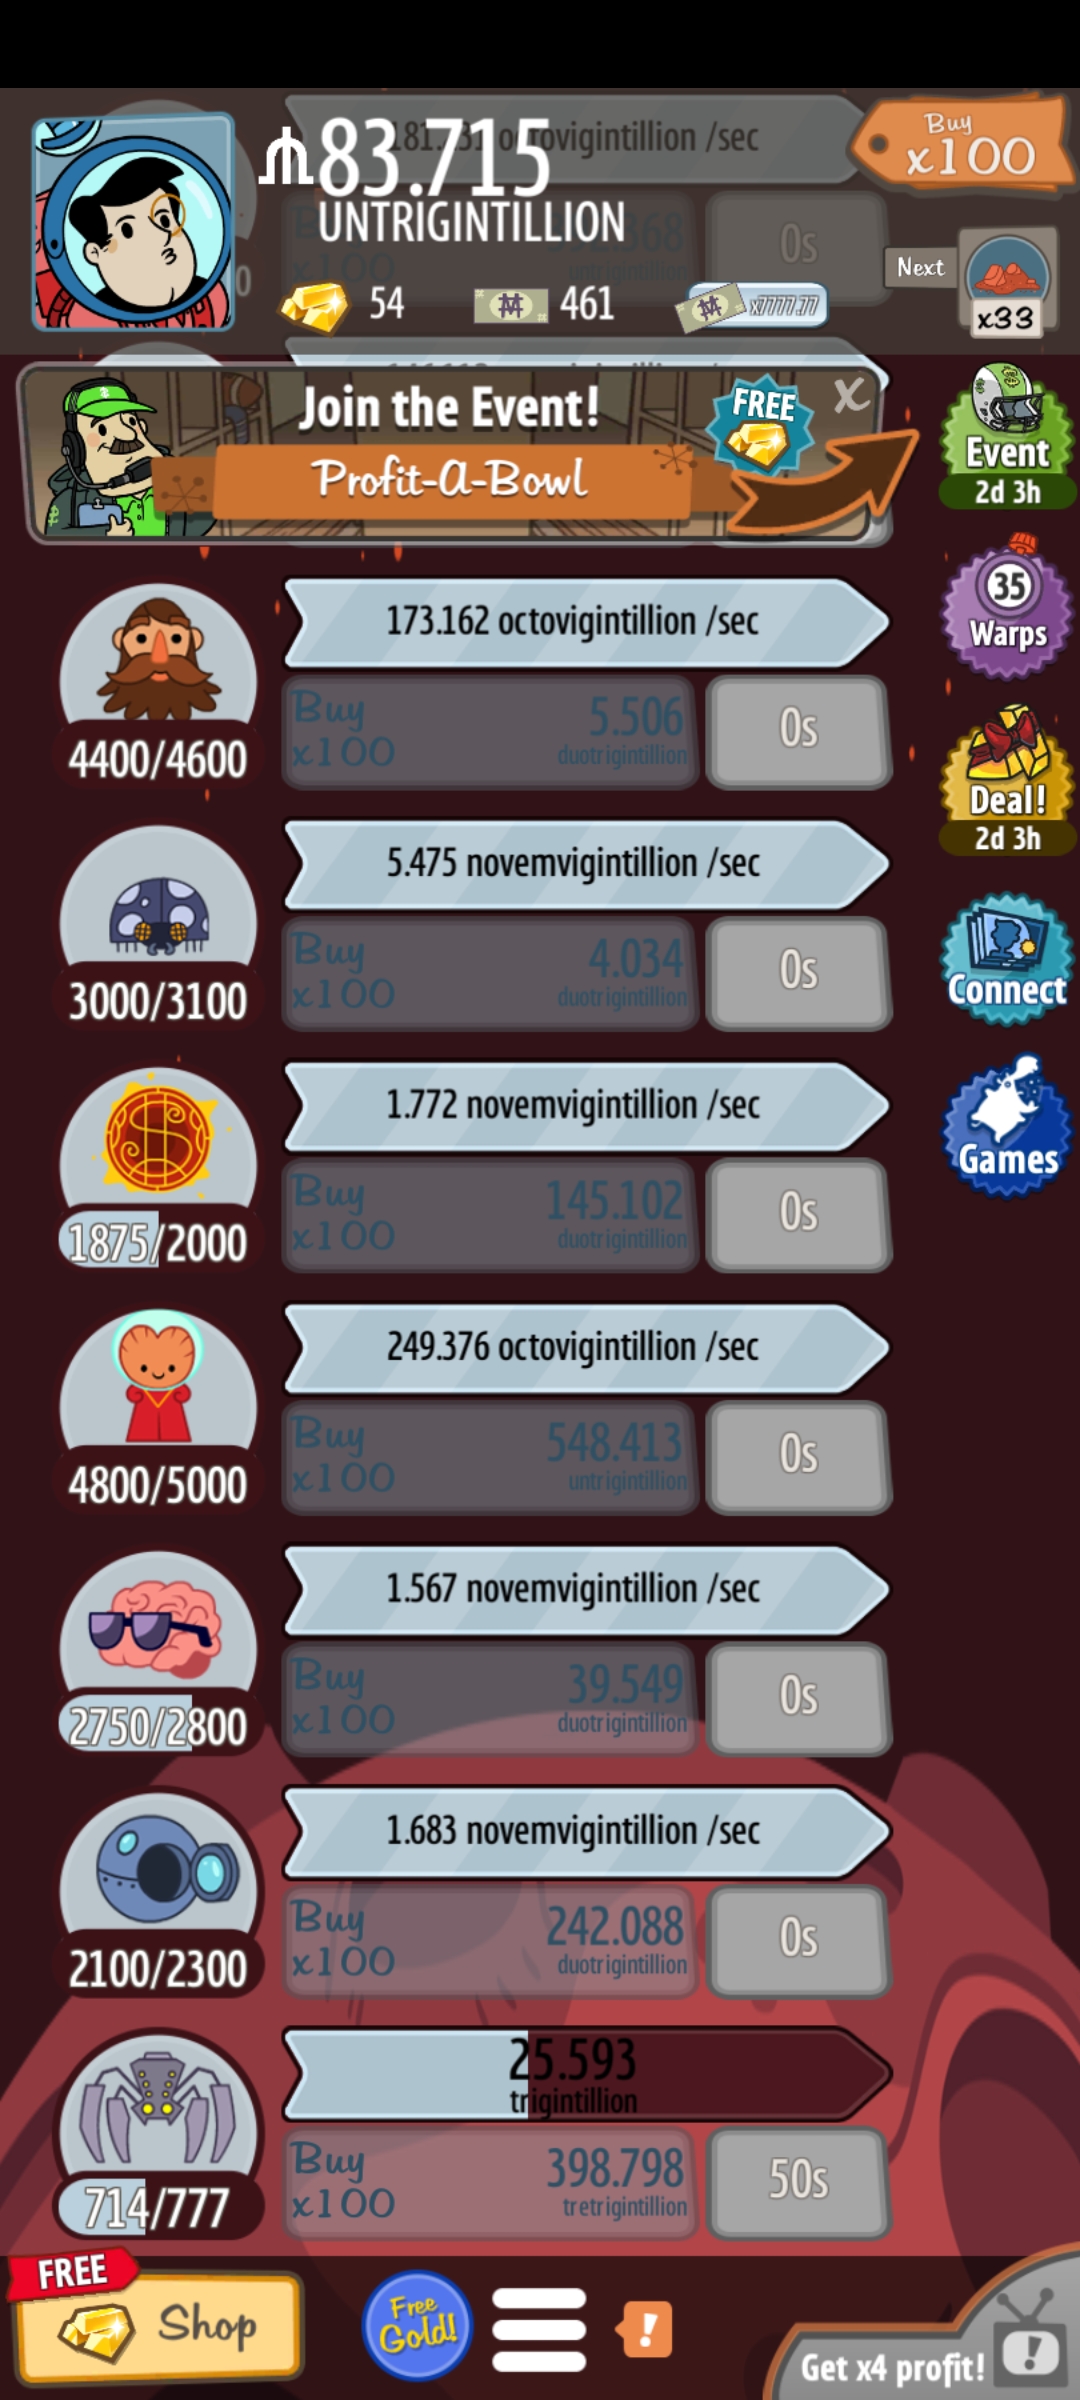 83.715
UNTRIGINTILLION
octovigintillion /sec
Buy
x100
54
461
x7777.77
Buy
x100
untrigintillion
0s
Next
x33
Join the Event!
Profit-A-Bowl
FREE
X
Event
2d 3h
173.162 octovigintillion /sec
Buy
x100
5.506
duotrigintillion
0s
4400/4600
35
Warps
Deal!
2d 3h
5.475 novemvigintillion /sec
Buy
x100
4.034
duotrigintillion
0s
3000/3100
Connect
1.772 novemvigintillion /sec
Buy
x100
145.102
duotrigintillion
0s
1875/2000
Games
249.376 octovigintillion /sec
Buy
x100
548.413
untrigintillion
0s
4800/5000
1.567 novemvigintillion /sec
Buy
x100
39.549
duotrigintillion
0s
2750/2800
1.683 novemvigintillion /sec
Buy
x100
242.088
duotrigintillion
0s
2100/2300
25.593
trigintillion
Buy
x100
398.798
tretrigintillion
50s
714/777
FREE
Shop
Free
Gold!
!
Get x4 profit!
!